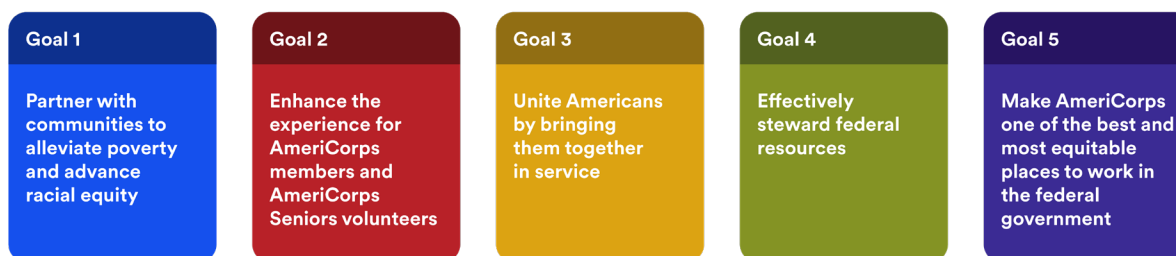 Goal 1
Partner with
communities to
alleviate poverty
and advance
racial equity
Goal 2
Enhance the
experience for
AmeriCorps
members and
AmeriCorps
Seniors volunteers
Goal 3
Unite Americans
by bringing
them together
in service
Goal 4
Effectively
steward federal
resources
Goal 5
Make AmeriCorps
one of the best and
most equitable
places to work in
the federal
government